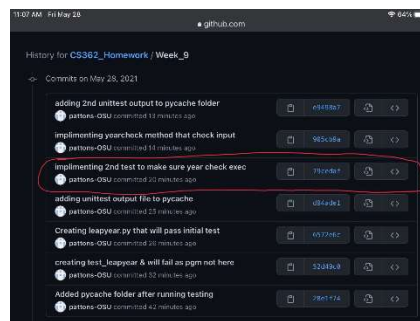 11:07 AM Fri May 28
64%
github.com
History for CS362_Homework / Week_9
Commits on May 28, 2021
adding 2nd unittest output to pycache folder
pattons-OSU committed 13 minutes ago
implimenting yearcheck method that check input
pattons-OSU committed 14 minutes ago
implimenting 2nd test to make sure year check exec
pattons-OSU committed 20 minutes ago
adding unittest output file to pycache
pattons-OSU committed 25 minutes ago
Creating leapyear.py that will pass initial test
pattons-OSU committed 26 minutes ago
creating test_leapyear & will fail as pgm not here
pattons-OSU committed 32 minutes ago
Added pycache folder after running testing
pattons-OSU committed 42 minutes ago